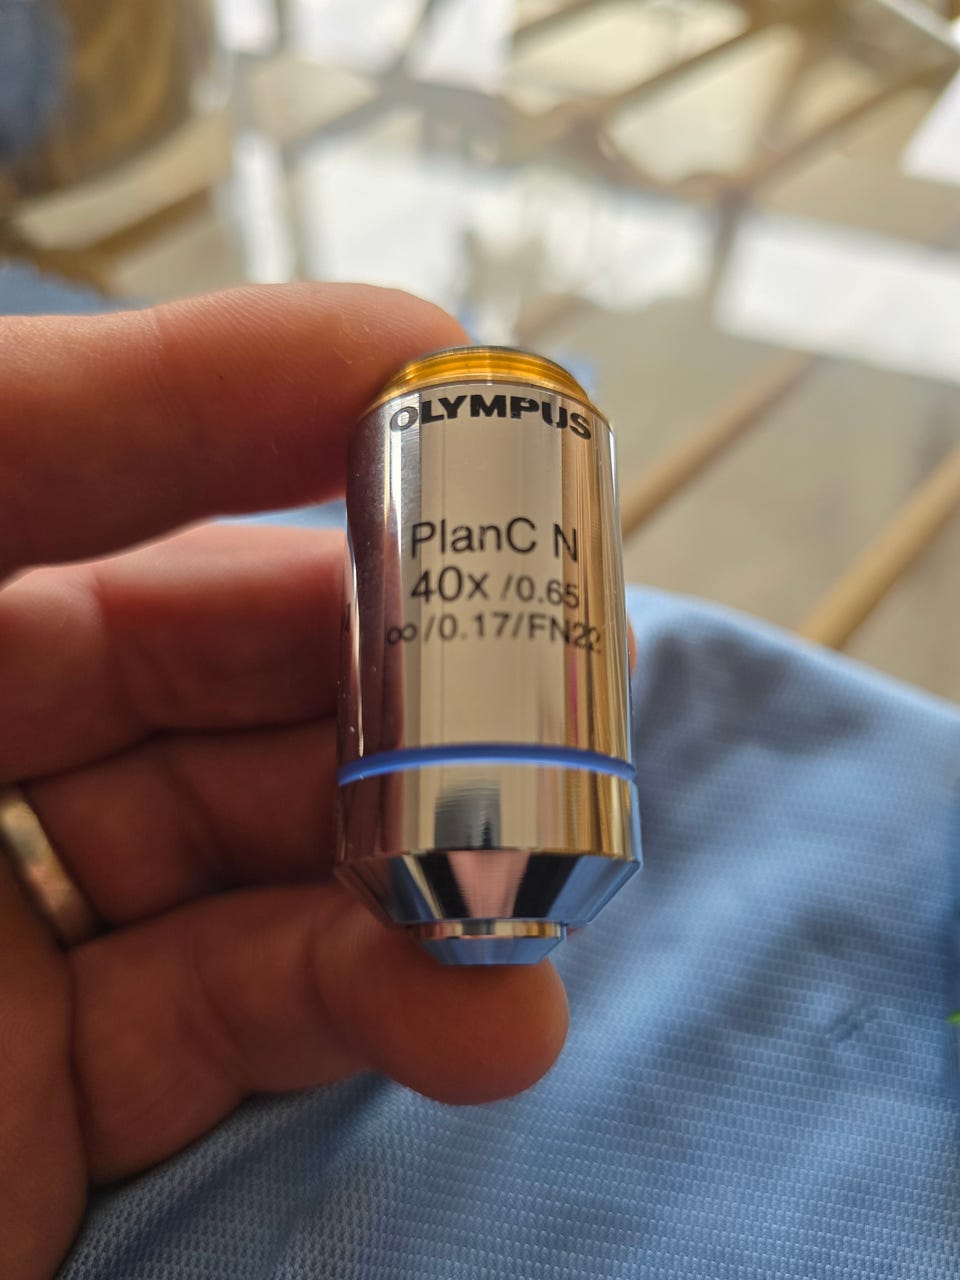 OLYMPUS
PlanC N
40x /0.65
∞/0.17/FN22